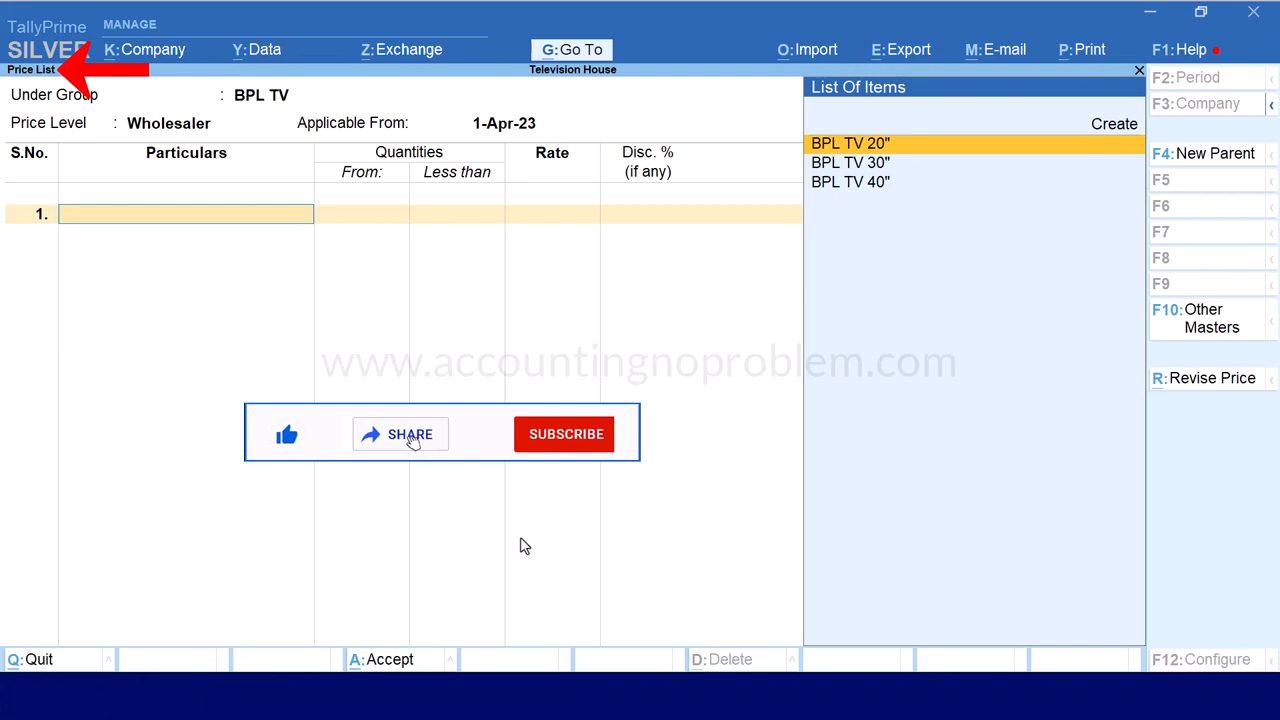 TallyPrime
MANAGE
SILVER
K:Company
Y:Data
Z:Exchange
G:Go To
O:Import
E:Export
M:E-mail
P:Print
F1:Help
Price List
Television House
Under Group : BPL TV
Price Level : Wholesaler Applicable From: 1-Apr-23
S.No. Particulars Quantities Rate Disc. %
From: Less than (if any)
1.
List Of Items
Create
BPL TV 20"
BPL TV 30"
BPL TV 40"
F2:Period
F3:Company
F4:New Parent
F5
F6
F7
F8
F9
F10:Other
Masters
R:Revise Price
www.accountingnoproblem.com
SHARE
SUBSCRIBE
Q:Quit
A:Accept
D:Delete
F12:Configure